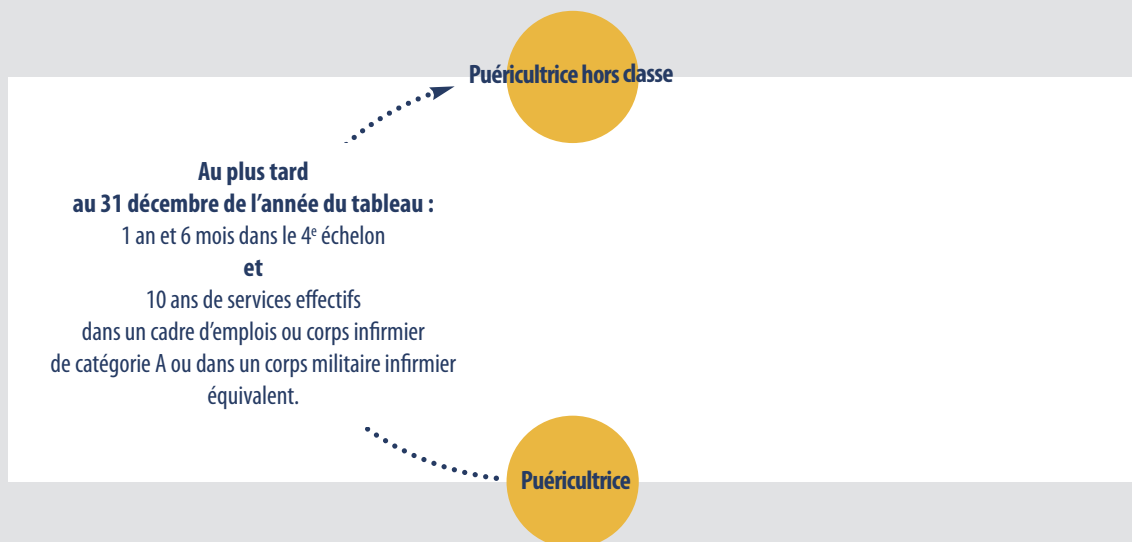 Puéricultrice hors classe
Au plus tard
au 31 décembre de l'année du tableau :
1 an et 6 mois dans le 4e échelon
et
10 ans de services effectifs
dans un cadre d'emplois ou corps infirmier
de catégorie A ou dans un corps militaire infirmier
équivalent.
Puéricultrice